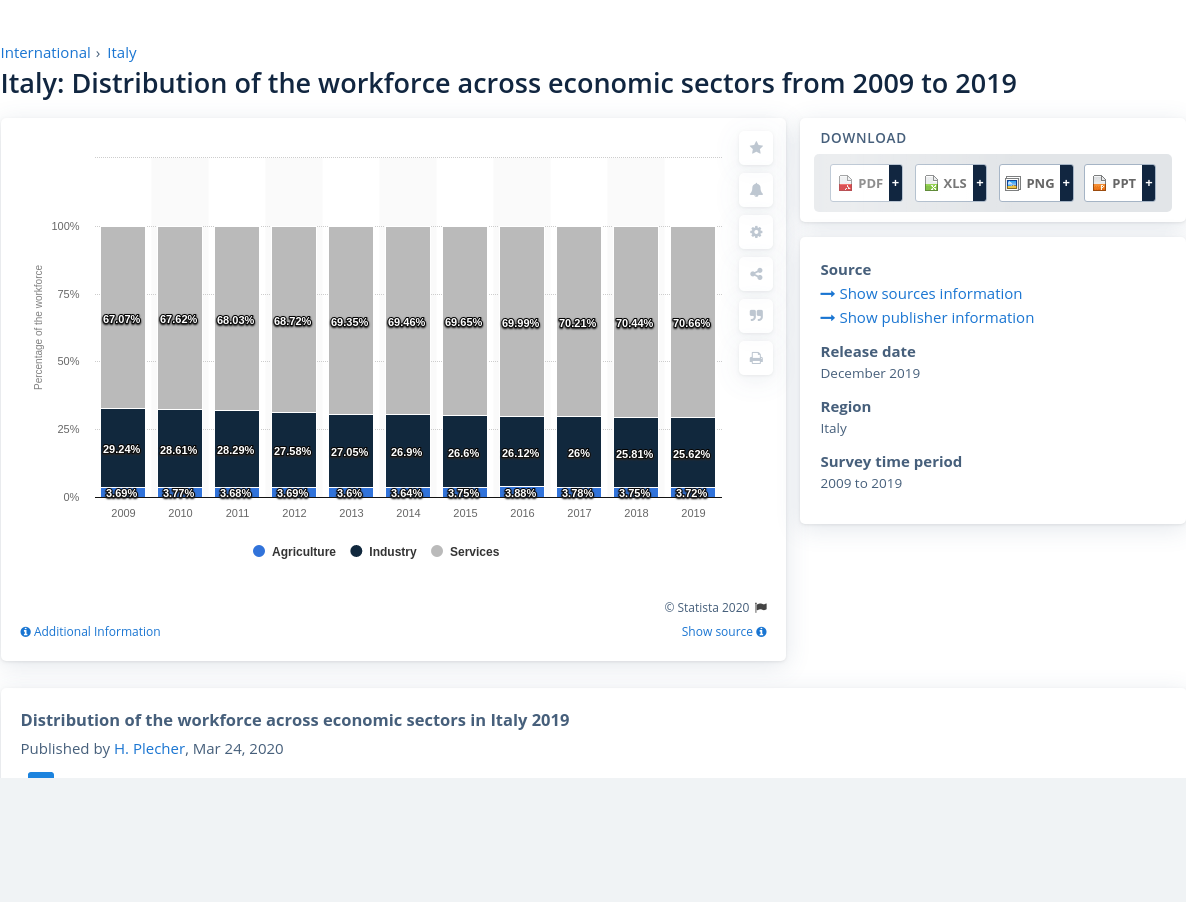 International › Italy
Italy: Distribution of the workforce across economic sectors from 2009 to 2019
Percentage of the workforce
100%
75%
50%
25%
0%
67.07% 67.62% 68.03% 68.72% 69.35% 69.46% 69.65% 69.99% 70.21% 70.44% 70.66%
29.24% 28.61% 28.29% 27.58% 27.05% 26.9% 26.6% 26.12% 26% 25.81% 25.62%
3.69% 3.77% 3.68% 3.69% 3.6% 3.64% 3.75% 3.88% 3.78% 3.75% 3.72%
2009 2010 2011 2012 2013 2014 2015 2016 2017 2018 2019
Agriculture Industry Services
© Statista 2020
Additional Information Show source
DOWNLOAD
PDF + XLS + PNG + PPT +
Source
Show sources information
Show publisher information
Release date
December 2019
Region
Italy
Survey time period
2009 to 2019
Distribution of the workforce across economic sectors in Italy 2019
Published by H. Plecher, Mar 24, 2020